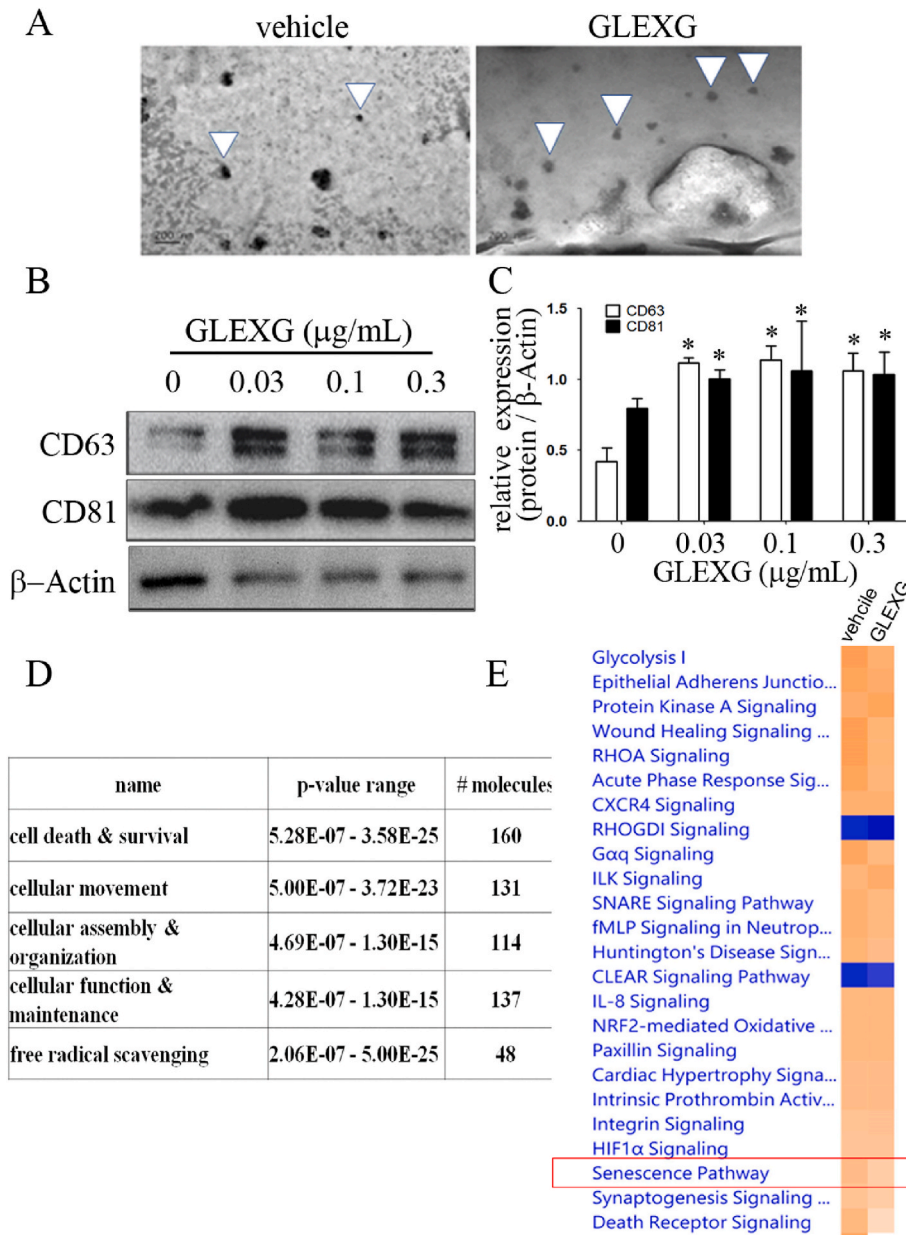 A
vehicle
GLEXG
200 nm
B
GLEXG (μg/mL)
0 0.03 0.1 0.3
CD63
CD81
β–Actin
C
relative expression
(protein / β-Actin)
1.5
1.0
0.5
0.0
CD63
CD81
* * * * * *
0 0.03 0.1 0.3
GLEXG (μg/mL)
D
name p-value range # molecules
cell death & survival 5.28E-07 - 3.58E-25 160
cellular movement 5.00E-07 - 3.72E-23 131
cellular assembly &
organization 4.69E-07 - 1.30E-15 114
cellular function &
maintenance 4.28E-07 - 1.30E-15 137
free radical scavenging 2.06E-07 - 5.00E-25 48
E
vehcile
GLEXG
Glycolysis I
Epithelial Adherens Junctio...
Protein Kinase A Signaling
Wound Healing Signaling ...
RHOA Signaling
Acute Phase Response Sig...
CXCR4 Signaling
RHOGDI Signaling
Gαq Signaling
ILK Signaling
SNARE Signaling Pathway
fMLP Signaling in Neutrop...
Huntington's Disease Sign...
CLEAR Signaling Pathway
IL-8 Signaling
NRF2-mediated Oxidative ...
Paxillin Signaling
Cardiac Hypertrophy Signa...
Intrinsic Prothrombin Activ...
Integrin Signaling
HIF1α Signaling
Senescence Pathway
Synaptogenesis Signaling ...
Death Receptor Signaling